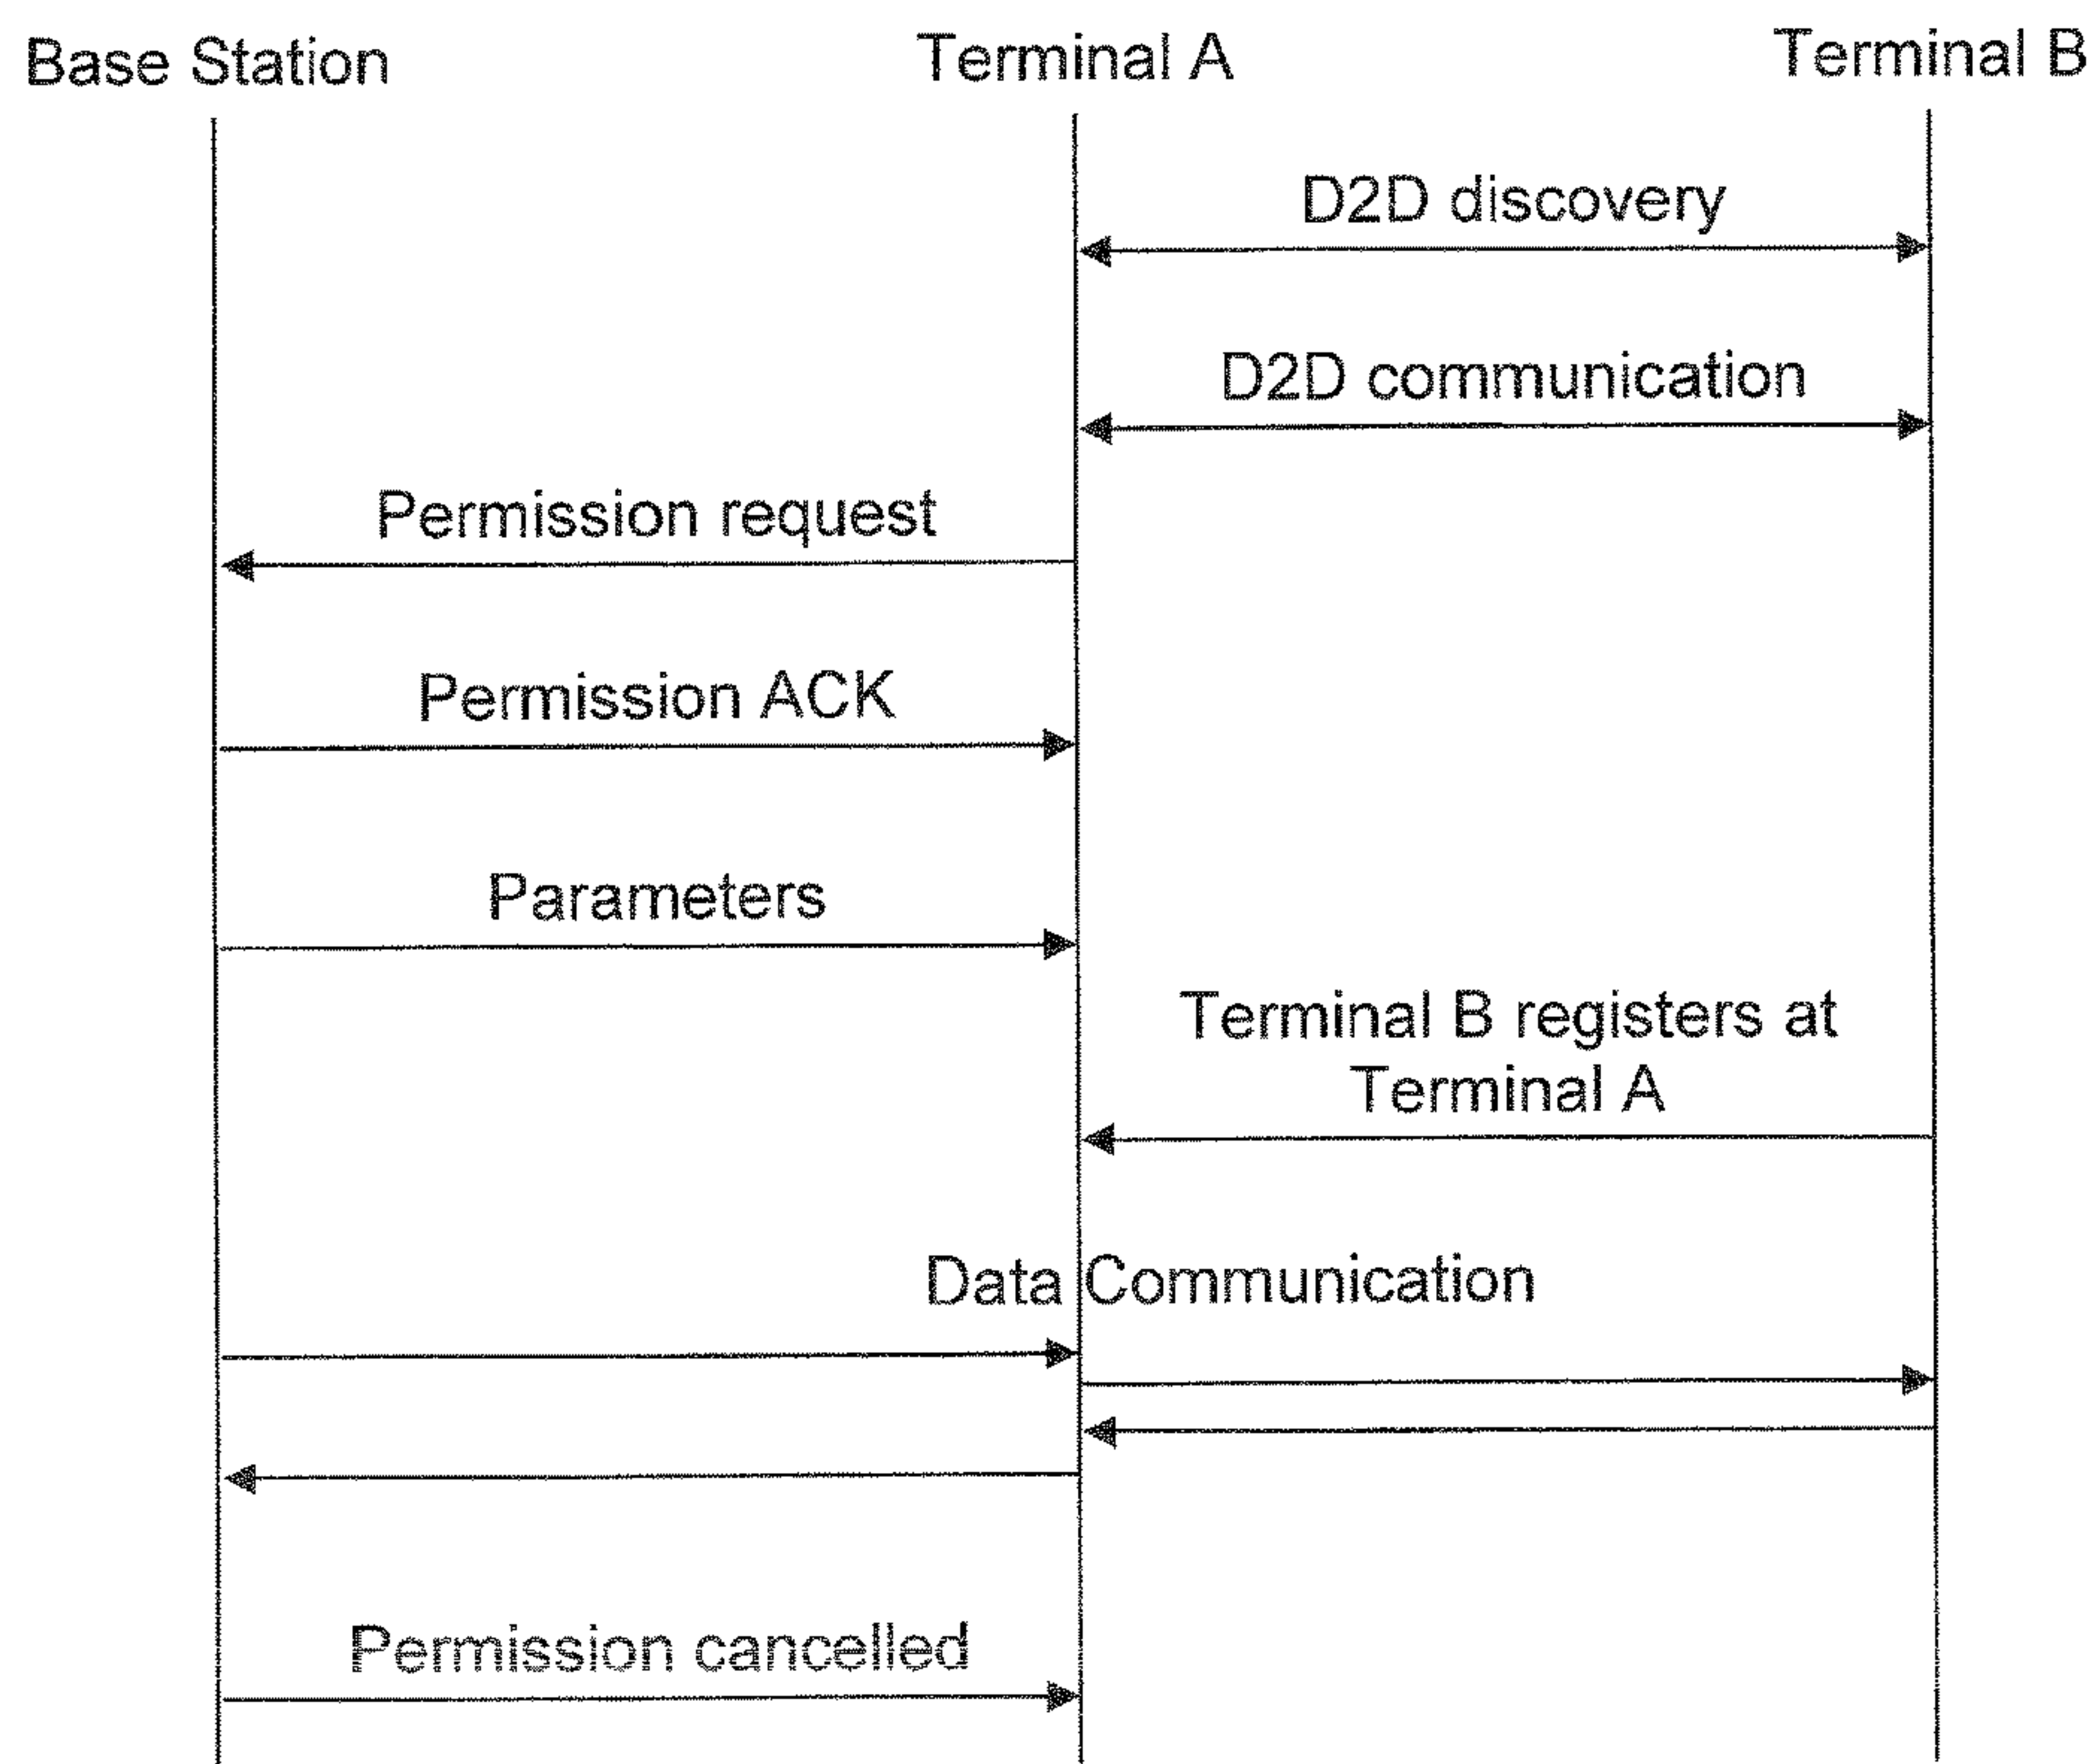 Base Station
Terminal A
Terminal B
D2D discovery
D2D communication
Permission request
Permission ACK
Parameters
Terminal B registers at
Terminal A
Data Communication
Permission cancelled